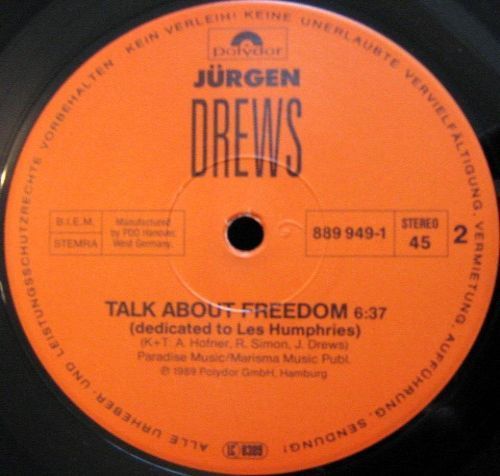 ALLE URHEBER- UND LEISTUNGSSCHUTZRECHTE VORBEHALTEN · KEIN VERLEIH! KEINE UNERLAUBTE VERVIELFÄLTIGUNG, VERMIETUNG, AUFFÜHRUNG, SENDUNG!
Polydor
JÜRGEN
DREWS
B.I.E.M.
STEMRA
Manufactured
by PDO Hanover,
West Germany.
889 949-1
STEREO
45
2
TALK ABOUT FREEDOM 6:37
(dedicated to Les Humphries)
(K+T: A. Hofner, R. Simon, J. Drews)
Paradise Music/Marisma Music Publ.
℗ 1989 Polydor GmbH, Hamburg
LC